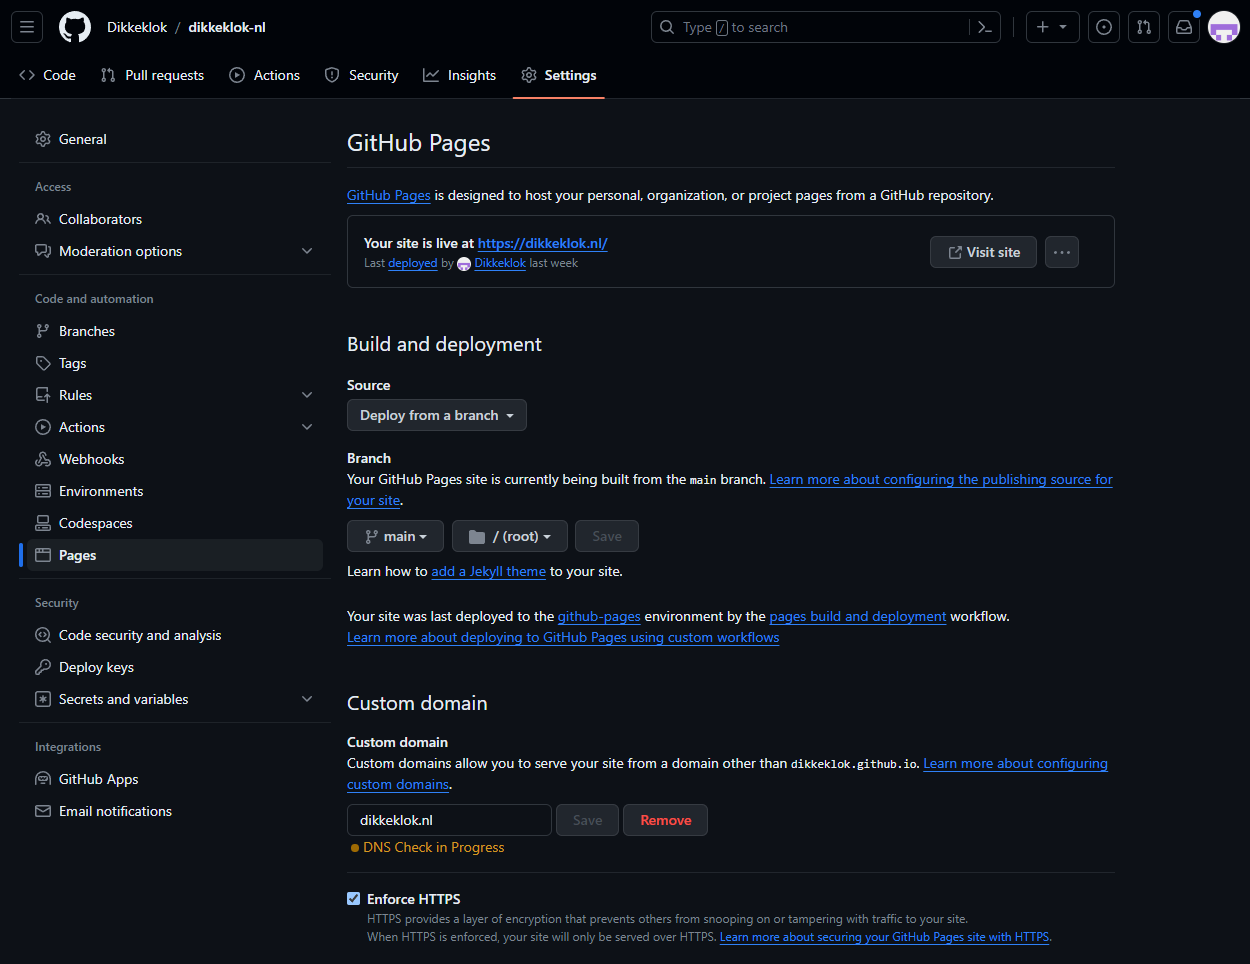 Dikkeklok / dikkeklok-nl
Type / to search
Code
Pull requests
Actions
Security
Insights
Settings
General
Access
Collaborators
Moderation options
Code and automation
Branches
Tags
Rules
Actions
Webhooks
Environments
Codespaces
Pages
Security
Code security and analysis
Deploy keys
Secrets and variables
Integrations
GitHub Apps
Email notifications
GitHub Pages
GitHub Pages is designed to host your personal, organization, or project pages from a GitHub repository.
Your site is live at https://dikkeklok.nl/
Last deployed by Dikkeklok last week
Visit site
Build and deployment
Source
Deploy from a branch
Branch
Your GitHub Pages site is currently being built from the main branch. Learn more about configuring the publishing source for
your site.
main
/ (root)
Save
Learn how to add a Jekyll theme to your site.
Your site was last deployed to the github-pages environment by the pages build and deployment workflow.
Learn more about deploying to GitHub Pages using custom workflows
Custom domain
Custom domain
Custom domains allow you to serve your site from a domain other than dikkeklok.github.io. Learn more about configuring
custom domains.
dikkeklok.nl
Save
Remove
DNS Check in Progress
Enforce HTTPS
HTTPS provides a layer of encryption that prevents others from snooping on or tampering with traffic to your site.
When HTTPS is enforced, your site will only be served over HTTPS. Learn more about securing your GitHub Pages site with HTTPS.